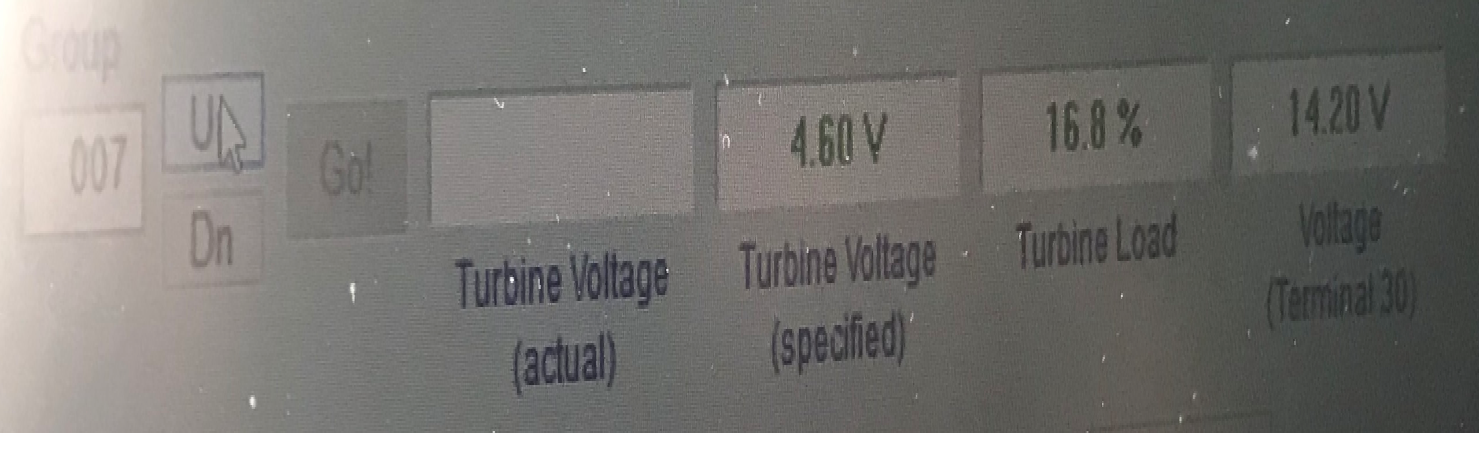 Group
007
Up
Dn
Go!
4.60 V
16.8 %
14.20 V
Turbine Voltage
(actual)
Turbine Voltage
(specified)
Turbine Load
Voltage
(Terminal 30)